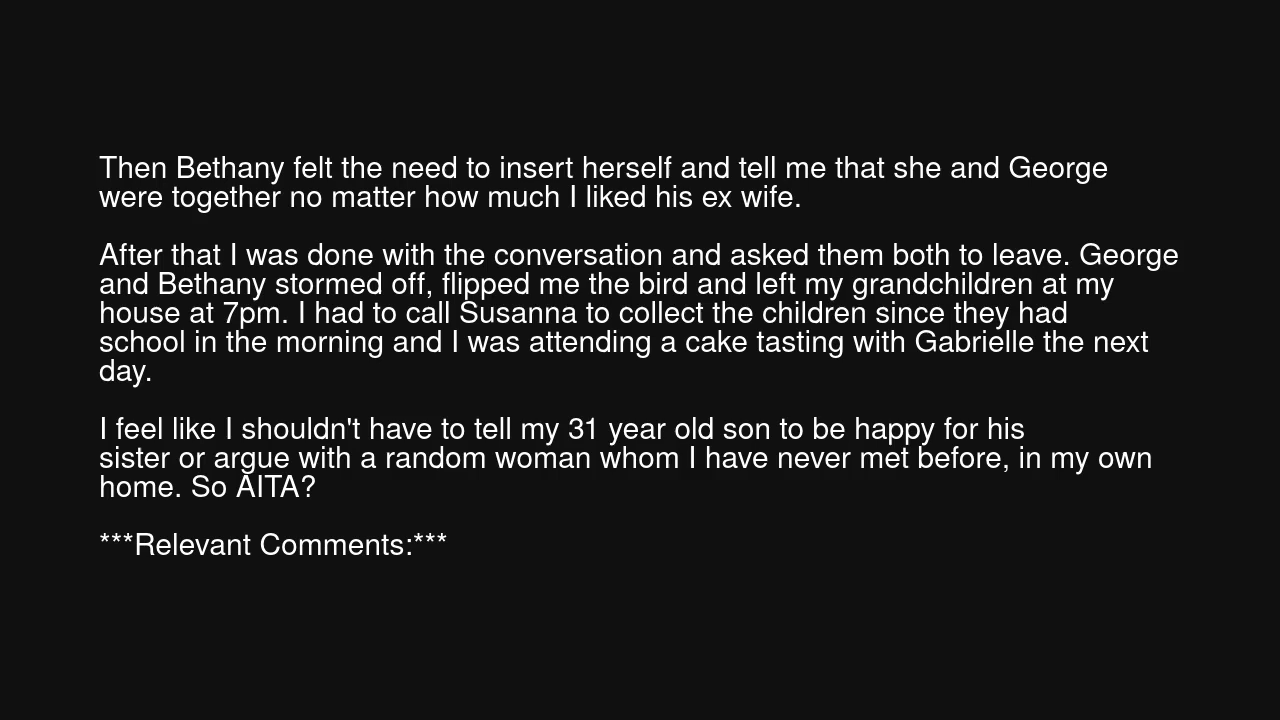 Then Bethany felt the need to insert herself and tell me that she and George
were together no matter how much I liked his ex wife.
After that I was done with the conversation and asked them both to leave. George
and Bethany stormed off, flipped me the bird and left my grandchildren at my
house at 7pm. I had to call Susanna to collect the children since they had
school in the morning and I was attending a cake tasting with Gabrielle the next
day.
I feel like I shouldn't have to tell my 31 year old son to be happy for his
sister or argue with a random woman whom I have never met before, in my own
home. So AITA?
***Relevant Comments:***